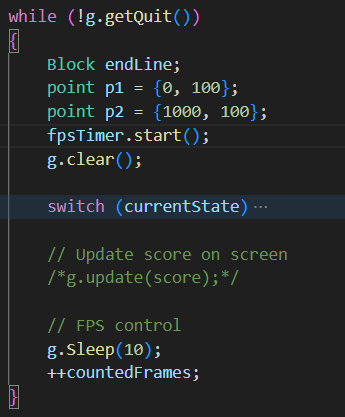 while (!g.getQuit())
{
Block endLine;
point p1 = {0, 100};
point p2 = {1000, 100};
fpsTimer.start();
g.clear();
switch (currentState) ···
// Update score on screen
/*g.update(score);*/
// FPS control
g.Sleep(10);
++countedFrames;
}